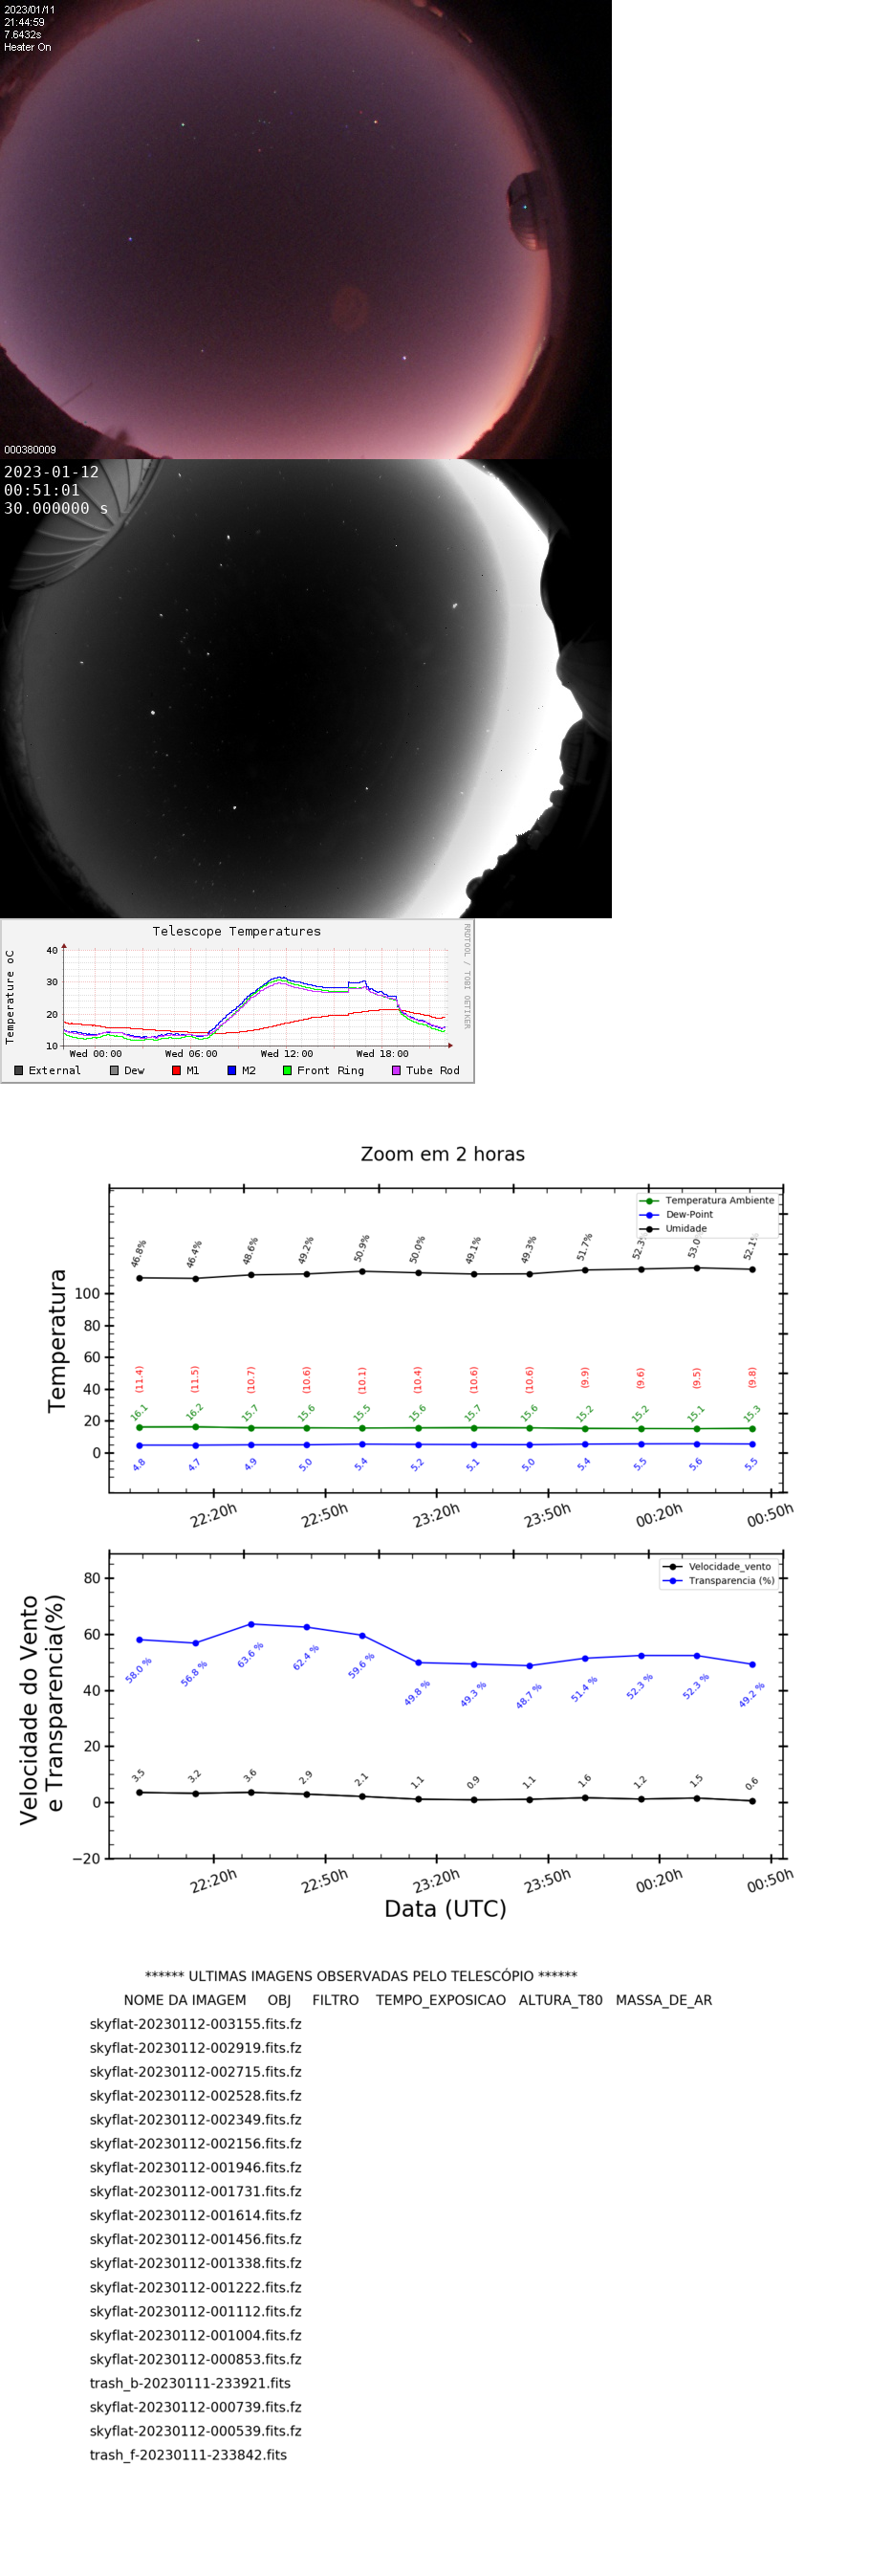 2023/01/11
21:44:59
7.6432s
Heater On
000380009
2023-01-12
00:51:01
30.000000 s
Telescope Temperatures
RRDTOOL / TOBI OETIKER
Temperature oC
40
30
20
10
Wed 00:00 Wed 06:00 Wed 12:00 Wed 18:00
External Dew M1 M2 Front Ring Tube Rod
Zoom em 2 horas
Temperatura Ambiente
Dew-Point
Umidade
46.8% 46.4% 48.6% 49.2% 50.9% 50.0% 49.1% 49.3% 51.7% 52.3% 53.0% 52.1%
Temperatura
100
80
60
40
20
0
(11.4) (11.5) (10.7) (10.6) (10.1) (10.4) (10.6) (10.6) (9.9) (9.6) (9.5) (9.8)
16.1 16.2 15.7 15.6 15.5 15.6 15.7 15.6 15.2 15.2 15.1 15.3
4.8 4.7 4.9 5.0 5.4 5.2 5.1 5.0 5.4 5.5 5.6 5.5
22:20h 22:50h 23:20h 23:50h 00:20h 00:50h
Velocidade_vento
Transparencia (%)
Velocidade do Vento
e Transparencia(%)
80
60
40
20
0
−20
58.0 % 56.8 % 63.6 % 62.4 % 59.6 % 49.8 % 49.3 % 48.7 % 51.4 % 52.3 % 52.3 % 49.2 %
3.5 3.2 3.6 2.9 2.1 1.1 0.9 1.1 1.6 1.2 1.5 0.6
22:20h 22:50h 23:20h 23:50h 00:20h 00:50h
Data (UTC)
****** ULTIMAS IMAGENS OBSERVADAS PELO TELESCÓPIO ******
NOME DA IMAGEM OBJ FILTRO TEMPO_EXPOSICAO ALTURA_T80 MASSA_DE_AR
skyflat-20230112-003155.fits.fz
skyflat-20230112-002919.fits.fz
skyflat-20230112-002715.fits.fz
skyflat-20230112-002528.fits.fz
skyflat-20230112-002349.fits.fz
skyflat-20230112-002156.fits.fz
skyflat-20230112-001946.fits.fz
skyflat-20230112-001731.fits.fz
skyflat-20230112-001614.fits.fz
skyflat-20230112-001456.fits.fz
skyflat-20230112-001338.fits.fz
skyflat-20230112-001222.fits.fz
skyflat-20230112-001112.fits.fz
skyflat-20230112-001004.fits.fz
skyflat-20230112-000853.fits.fz
trash_b-20230111-233921.fits
skyflat-20230112-000739.fits.fz
skyflat-20230112-000539.fits.fz
trash_f-20230111-233842.fits